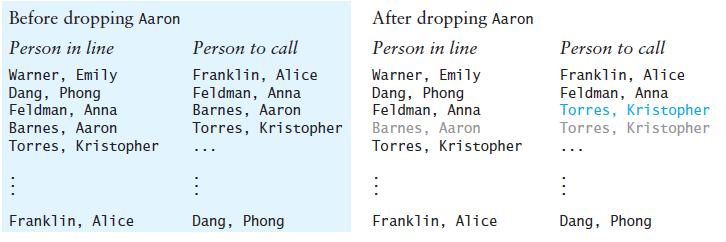 Before dropping Aaron
Person in line Person to call
Warner, Emily Franklin, Alice
Dang, Phong Feldman, Anna
Feldman, Anna Barnes, Aaron
Barnes, Aaron Torres, Kristopher
Torres, Kristopher ...
⋮ ⋮
Franklin, Alice Dang, Phong
After dropping Aaron
Person in line Person to call
Warner, Emily Franklin, Alice
Dang, Phong Feldman, Anna
Feldman, Anna Torres, Kristopher
Barnes, Aaron Torres, Kristopher
Torres, Kristopher ...
⋮ ⋮
Franklin, Alice Dang, Phong